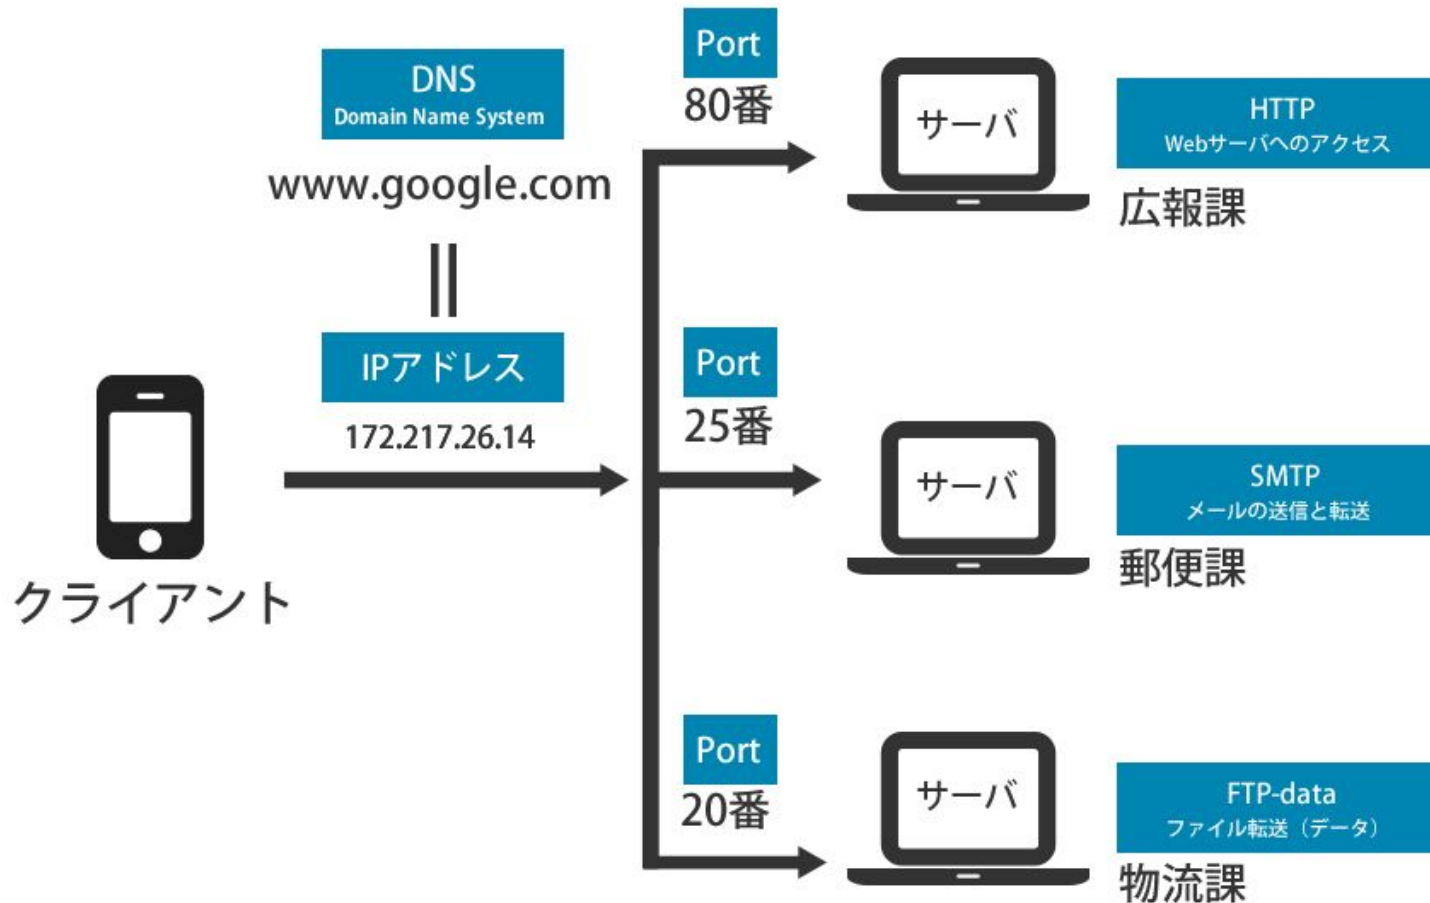 DNS
Domain Name System
www.google.com
IPアドレス
172.217.26.14
クライアント
Port
80番
サーバ
HTTP
Webサーバへのアクセス
広報課
Port
25番
サーバ
SMTP
メールの送信と転送
郵便課
Port
20番
サーバ
FTP-data
ファイル転送（データ）
物流課